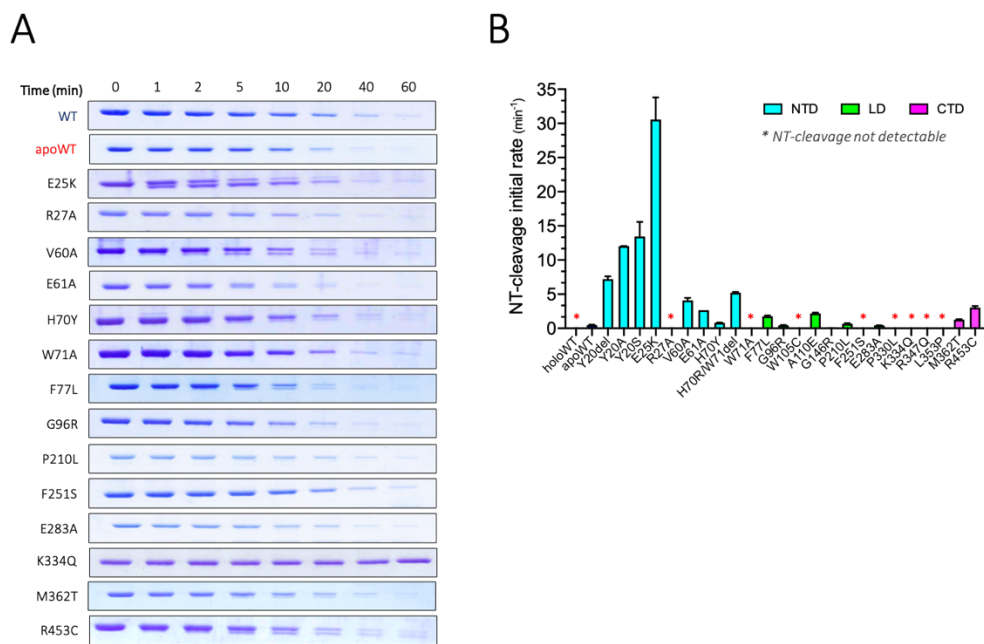 A
Time (min) 0 1 2 5 10 20 40 60
WT
apoWT
E25K
R27A
V60A
E61A
H70Y
W71A
F77L
G96R
P210L
F251S
E283A
K334Q
M362T
R453C
B
NT-cleavage initial rate (min⁻¹)
35
30
25
20
15
10
5
0
NTD LD CTD
* NT-cleavage not detectable
* * * * * * * * *
holoWT apoWT Y20del Y20A Y20S E25K R27A V60A E61A H70Y H70R/W71del W71A F77L G96R W105C A110E G146R P210L F251S E283A P330L K334Q R347Q L353P M362T R453C